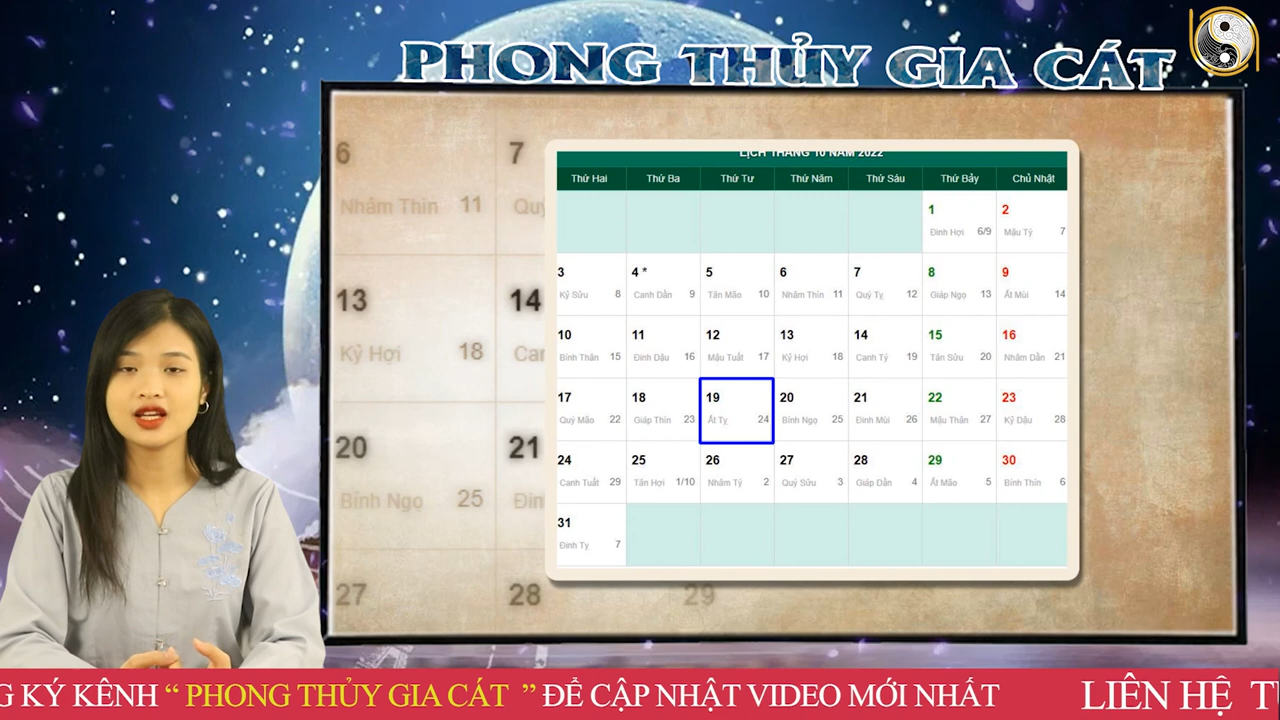 PHONG THỦY GIA CÁT
LỊCH THÁNG 10 NĂM 2022
Thứ Hai Thứ Ba Thứ Tư Thứ Năm Thứ Sáu Thứ Bảy Chủ Nhật
1 2
Đinh Hợi 6/9 Mậu Tý 7
3 4 * 5 6 7 8 9
Kỷ Sửu 8 Canh Dần 9 Tân Mão 10 Nhâm Thìn 11 Quý Tỵ 12 Giáp Ngọ 13 Ất Mùi 14
10 11 12 13 14 15 16
Bính Thân 15 Đinh Dậu 16 Mậu Tuất 17 Kỷ Hợi 18 Canh Tý 19 Tân Sửu 20 Nhâm Dần 21
17 18 19 20 21 22 23
Quý Mão 22 Giáp Thìn 23 Ất Tỵ 24 Bính Ngọ 25 Đinh Mùi 26 Mậu Thân 27 Kỷ Dậu 28
24 25 26 27 28 29 30
Canh Tuất 29 Tân Hợi 1/10 Nhâm Tý 2 Quý Sửu 3 Giáp Dần 4 Ất Mão 5 Bính Thìn 6
31
Đinh Tỵ 7
6 7
Nhâm Thìn 11 Quý
13 14
Kỷ Hợi 18
20 21
Bính Ngọ 25
27 28 29
KÝ KÊNH “ PHONG THỦY GIA CÁT ” ĐỂ CẬP NHẬT VIDEO MỚI NHẤT LIÊN HỆ